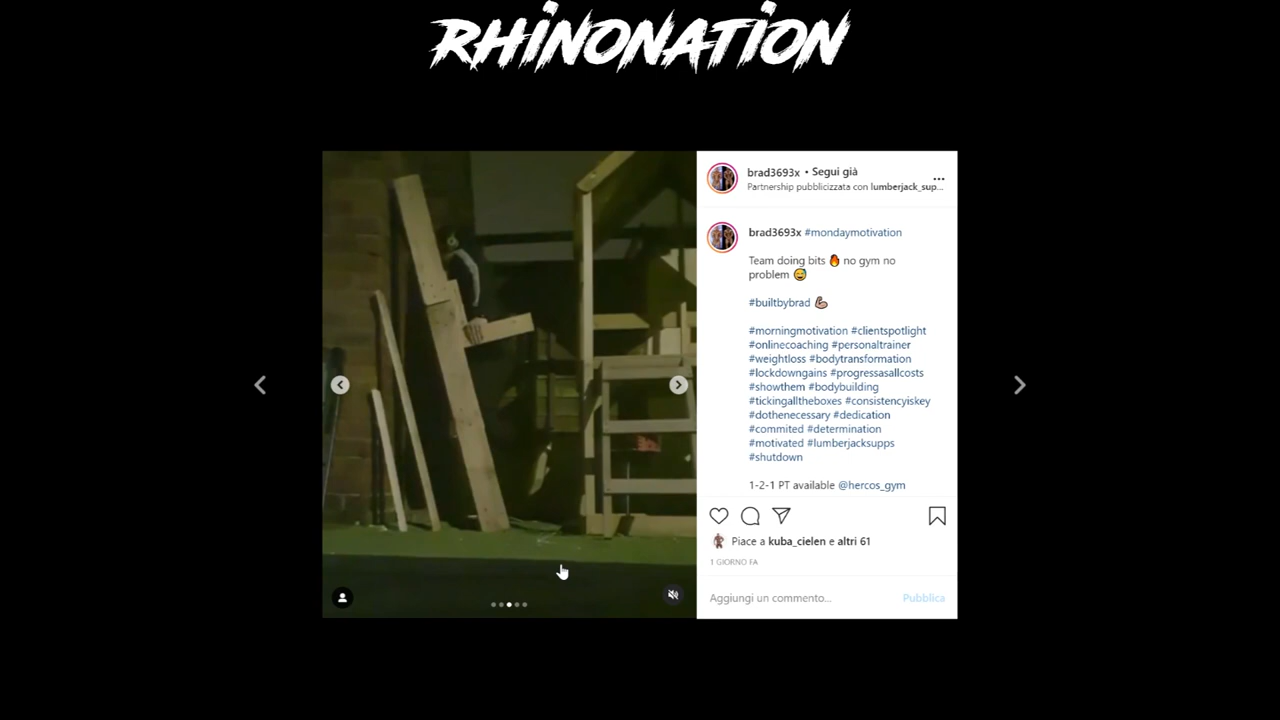 RHINONATION
brad3693x • Segui già
Partnership pubblicizzata con lumberjack_sup...
brad3693x #mondaymotivation
Team doing bits 🔥 no gym no
problem 😅
#builtbybrad 💪🏼
#morningmotivation #clientspotlight
#onlinecoaching #personaltrainer
#weightloss #bodytransformation
#lockdowngains #progressasallcosts
#showthem #bodybuilding
#tickingalltheboxes #consistencyiskey
#dothenecessary #dedication
#commited #determination
#motivated #lumberjacksupps
#shutdown
1-2-1 PT available @hercos_gym
Piace a kuba_cielen e altri 61
1 GIORNO FA
Aggiungi un commento... Pubblica